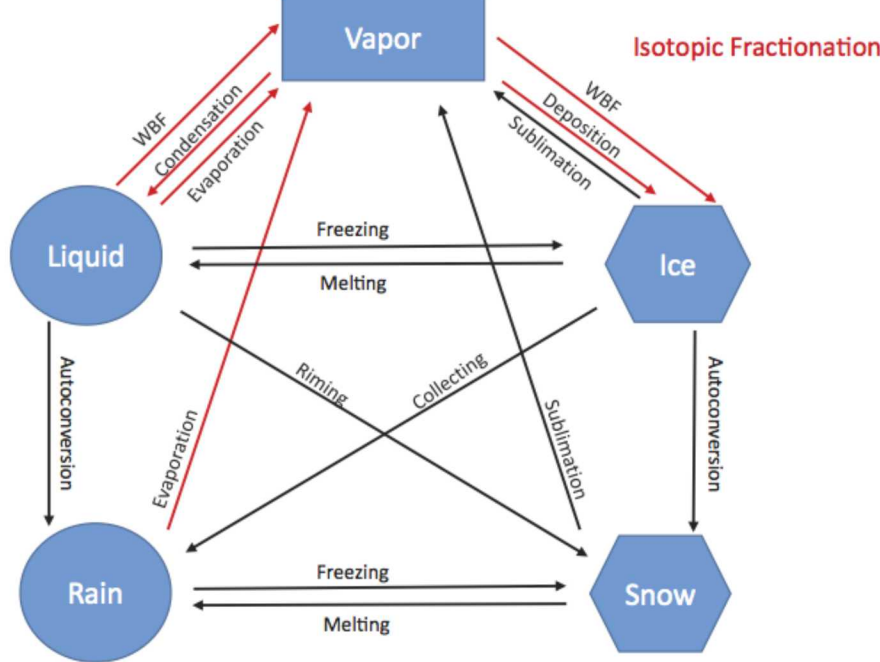 Vapor
Isotopic Fractionation
WBF
Condensation
Evaporation
WBF
Deposition
Sublimation
Liquid
Freezing
Melting
Ice
Autoconversion
Riming
Collecting
Autoconversion
Evaporation
Sublimation
Rain
Freezing
Melting
Snow